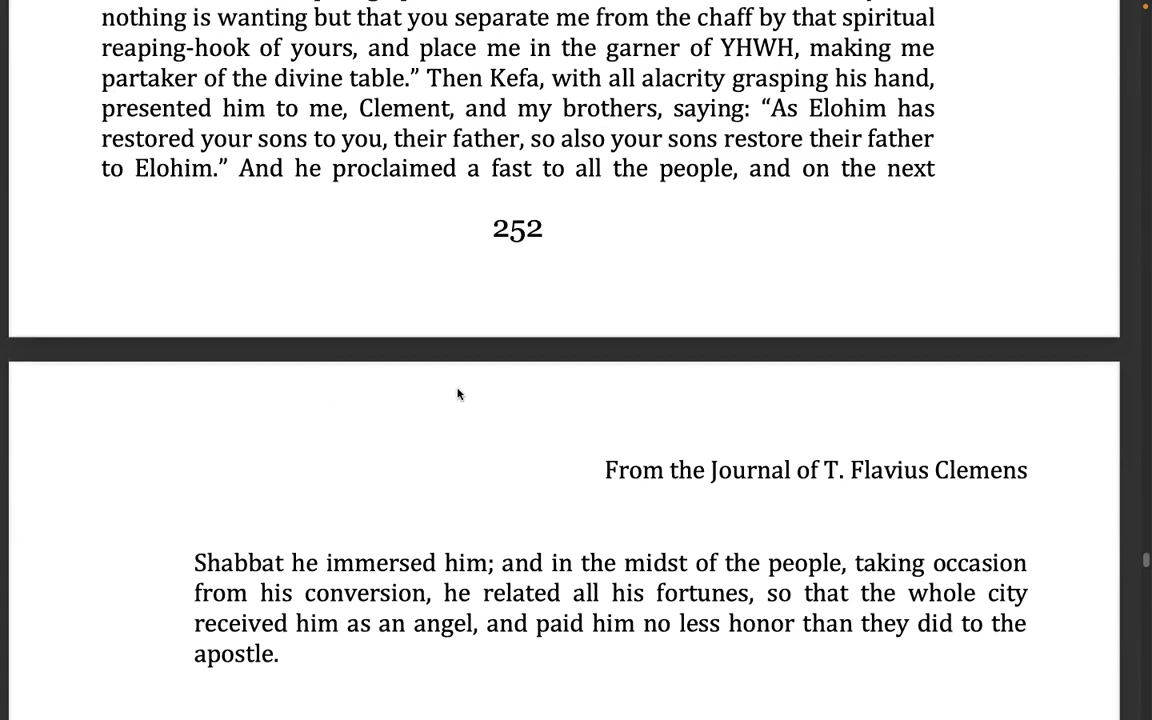 nothing is wanting but that you separate me from the chaff by that spiritual
reaping-hook of yours, and place me in the garner of YHWH, making me
partaker of the divine table.” Then Kefa, with all alacrity grasping his hand,
presented him to me, Clement, and my brothers, saying: “As Elohim has
restored your sons to you, their father, so also your sons restore their father
to Elohim.” And he proclaimed a fast to all the people, and on the next
252
From the Journal of T. Flavius Clemens
Shabbat he immersed him; and in the midst of the people, taking occasion
from his conversion, he related all his fortunes, so that the whole city
received him as an angel, and paid him no less honor than they did to the
apostle.